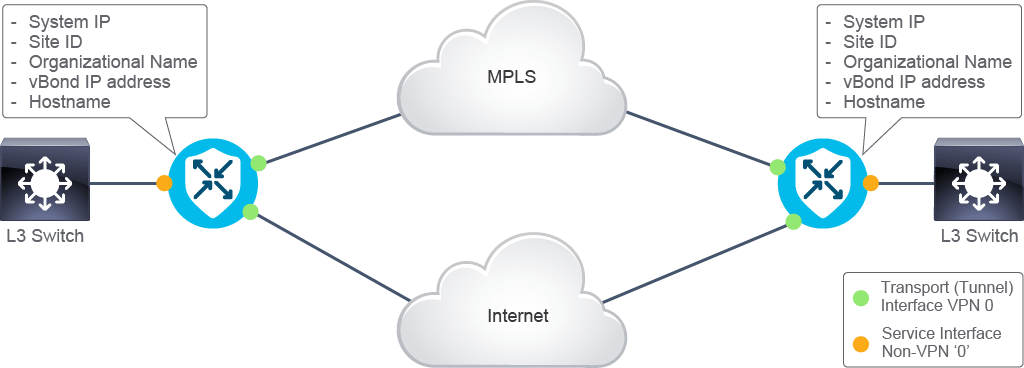 - System IP
- Site ID
- Organizational Name
- vBond IP address
- Hostname
- System IP
- Site ID
- Organizational Name
- vBond IP address
- Hostname
MPLS
L3 Switch
L3 Switch
Internet
Transport (Tunnel)
Interface VPN 0
Service Interface
Non-VPN ‘0’